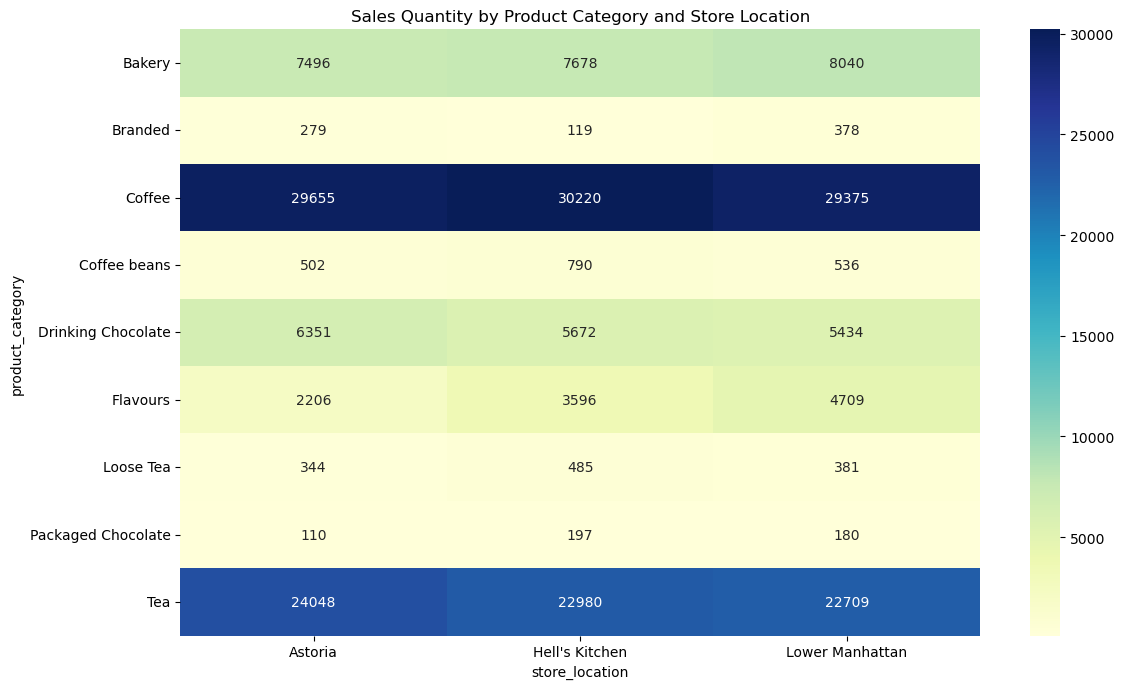 Sales Quantity by Product Category and Store Location
product_category
Bakery 7496 7678 8040
Branded 279 119 378
Coffee 29655 30220 29375
Coffee beans 502 790 536
Drinking Chocolate 6351 5672 5434
Flavours 2206 3596 4709
Loose Tea 344 485 381
Packaged Chocolate 110 197 180
Tea 24048 22980 22709
Astoria Hell's Kitchen Lower Manhattan
store_location
30000
25000
20000
15000
10000
5000